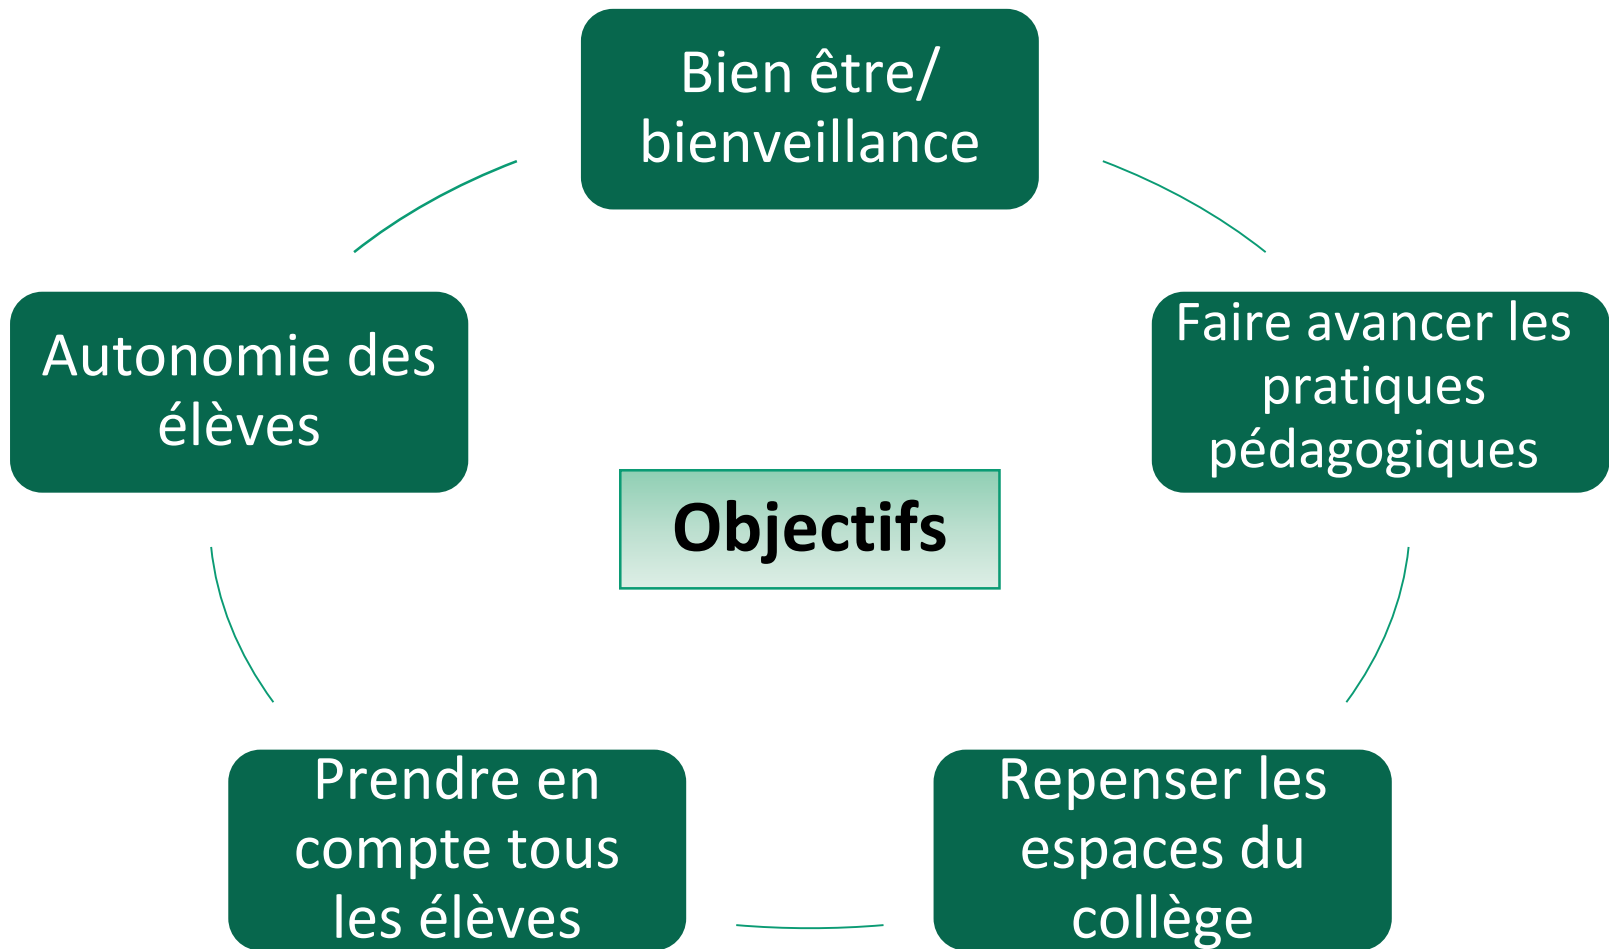 Bien être/
bienveillance
Faire avancer les
pratiques
pédagogiques
Repenser les
espaces du
collège
Prendre en
compte tous
les élèves
Autonomie des
élèves
Objectifs